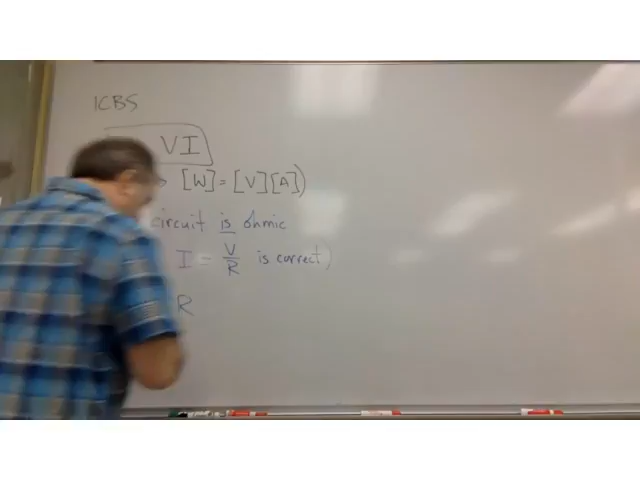 ICBS
VI
[W] = [V][A])
circuit is ohmic
I = V/R is correct)
R